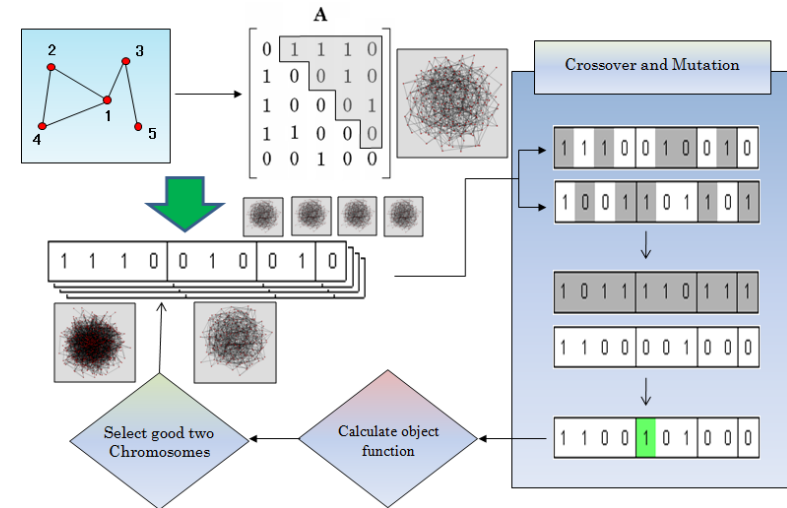 A
2
3
1
4
5
0 1 1 1 0
1 0 0 1 0
1 0 0 0 1
1 1 0 0 0
0 0 1 0 0
Crossover and Mutation
1 1 1 0 0 1 0 0 1 0
1 0 0 1 1 0 1 1 0 1
1 1 1 0 0 1 0 0 1 0
1 0 1 1 1 1 0 1 1 1
1 1 0 0 0 0 1 0 0 0
1 1 0 0 1 0 1 0 0 0
Select good two
Chromosomes
Calculate object
function